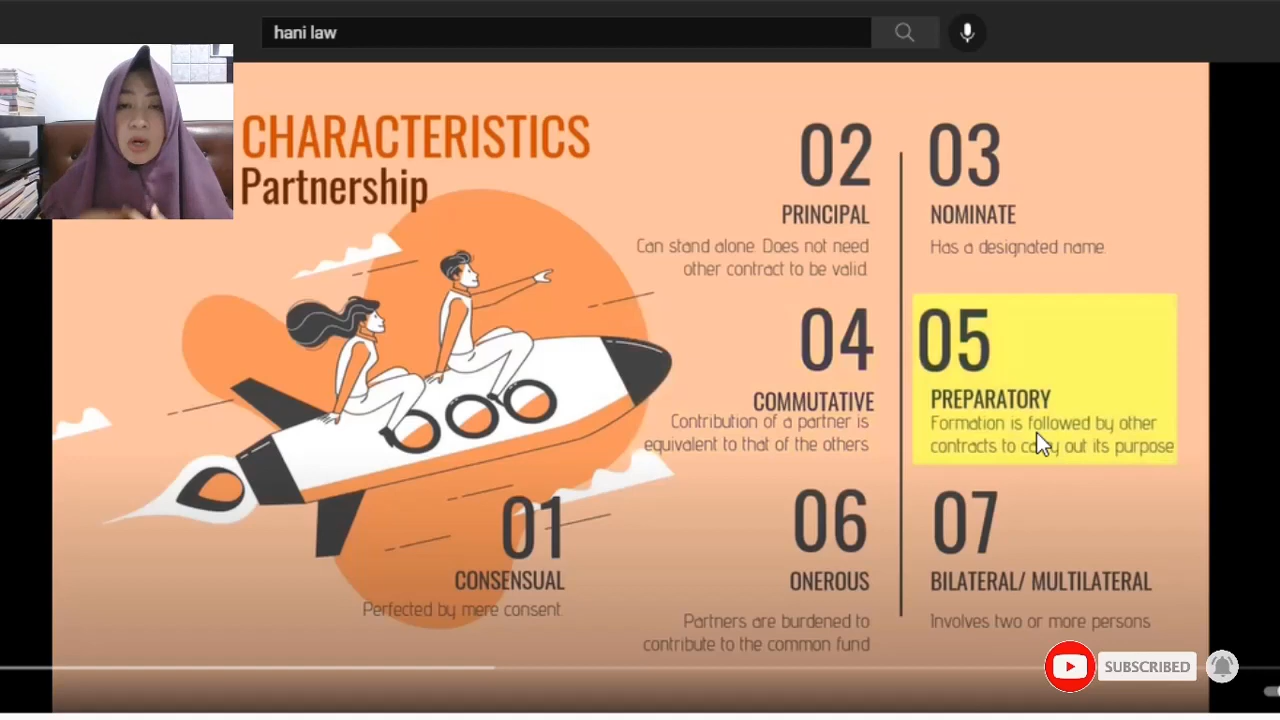 hani law
CHARACTERISTICS
Partnership
01
CONSENSUAL
Perfected by mere consent.
02
PRINCIPAL
Can stand alone. Does not need
other contract to be valid.
03
NOMINATE
Has a designated name.
04
COMMUTATIVE
Contribution of a partner is
equivalent to that of the others
05
PREPARATORY
Formation is followed by other
contracts to carry out its purpose
06
ONEROUS
Partners are burdened to
contribute to the common fund
07
BILATERAL/ MULTILATERAL
Involves two or more persons
SUBSCRIBED